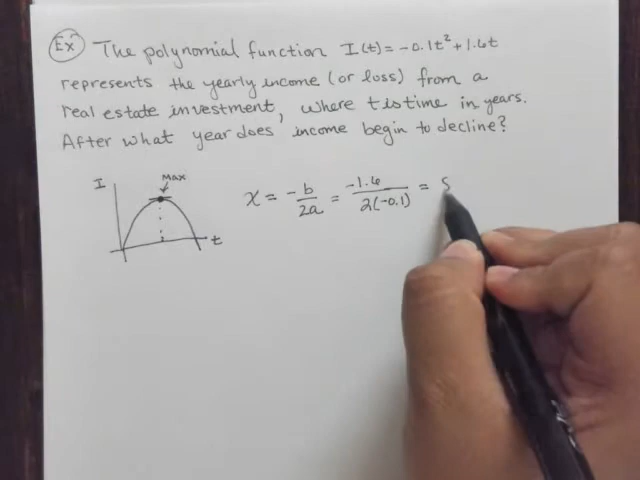 Ex The polynomial function I(t) = -0.1t² + 1.6t
represents the yearly income (or loss) from a
real estate investment, where t is time in years.
After what year does income begin to decline?
I MAX t
x = -b/2a = -1.6/2(-0.1) =